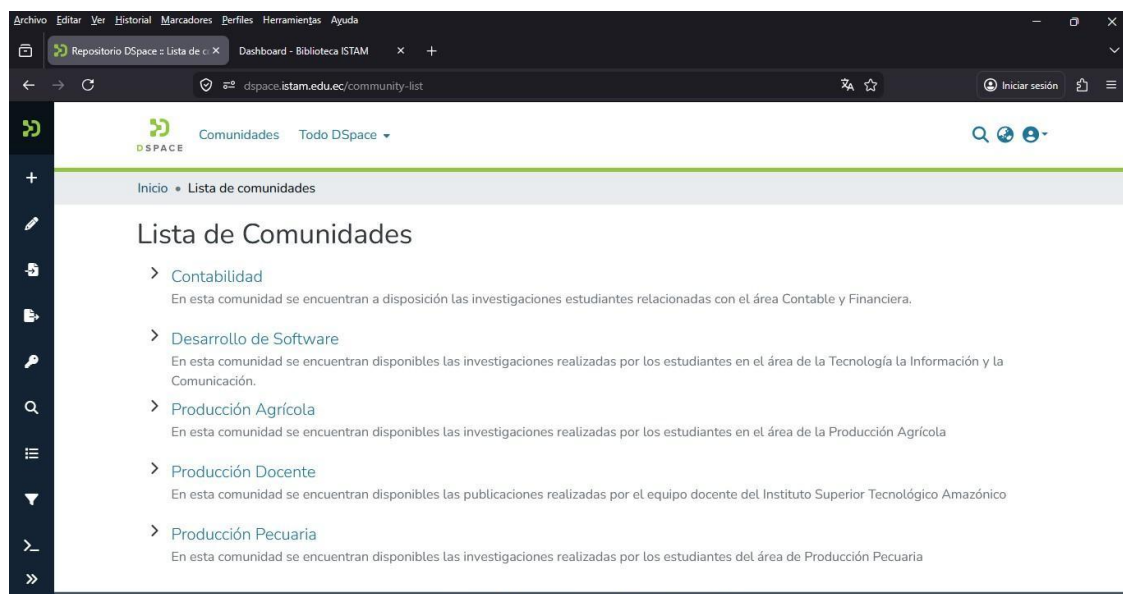 Archivo Editar Ver Historial Marcadores Perfiles Herramientas Ayuda
Repositorio DSpace :: Lista de c
Dashboard - Biblioteca ISTAM
dspace.istam.edu.ec/community-list
Iniciar sesión
DSPACE
Comunidades
Todo DSpace
Inicio • Lista de comunidades
Lista de Comunidades
Contabilidad
En esta comunidad se encuentran a disposición las investigaciones estudiantes relacionadas con el área Contable y Financiera.
Desarrollo de Software
En esta comunidad se encuentran disponibles las investigaciones realizadas por los estudiantes en el área de la Tecnología la Información y la
Comunicación.
Producción Agrícola
En esta comunidad se encuentran disponibles las investigaciones realizadas por los estudiantes en el área de la Producción Agrícola
Producción Docente
En esta comunidad se encuentran disponibles las publicaciones realizadas por el equipo docente del Instituto Superior Tecnológico Amazónico
Producción Pecuaria
En esta comunidad se encuentran disponibles las investigaciones realizadas por los estudiantes del área de Producción Pecuaria